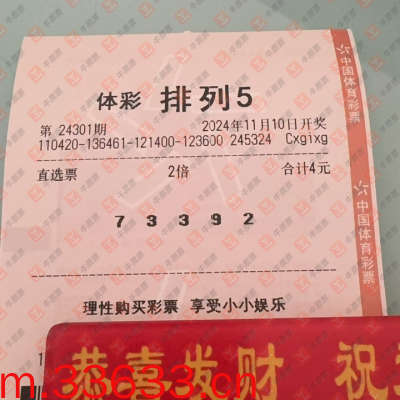 体彩 排列5
第 24301期 2024年11月10日开奖
110420-136461-121400-123600 245324 Cxgixg
直选票 2倍 合计4元
7 3 3 9 2
理性购买彩票 享受小小娱乐
恭喜发财 祝
m.33633.cn
中国体育彩票
中国体育彩票